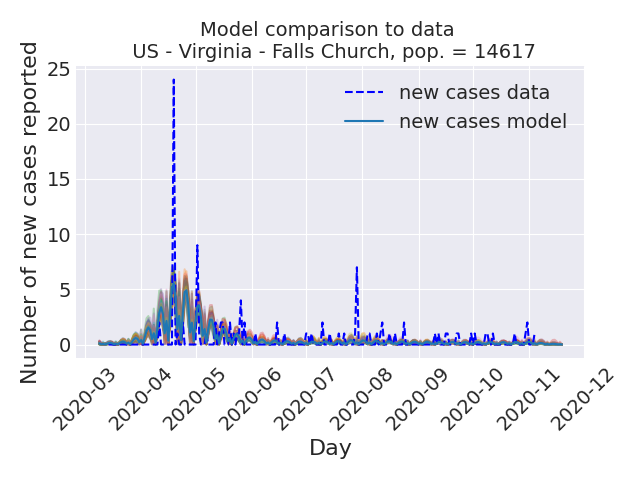 Model comparison to data
US - Virginia - Falls Church, pop. = 14617
Number of new cases reported
25
20
15
10
5
0
new cases data
new cases model
2020-03
2020-04
2020-05
2020-06
2020-07
2020-08
2020-09
2020-10
2020-11
2020-12
Day